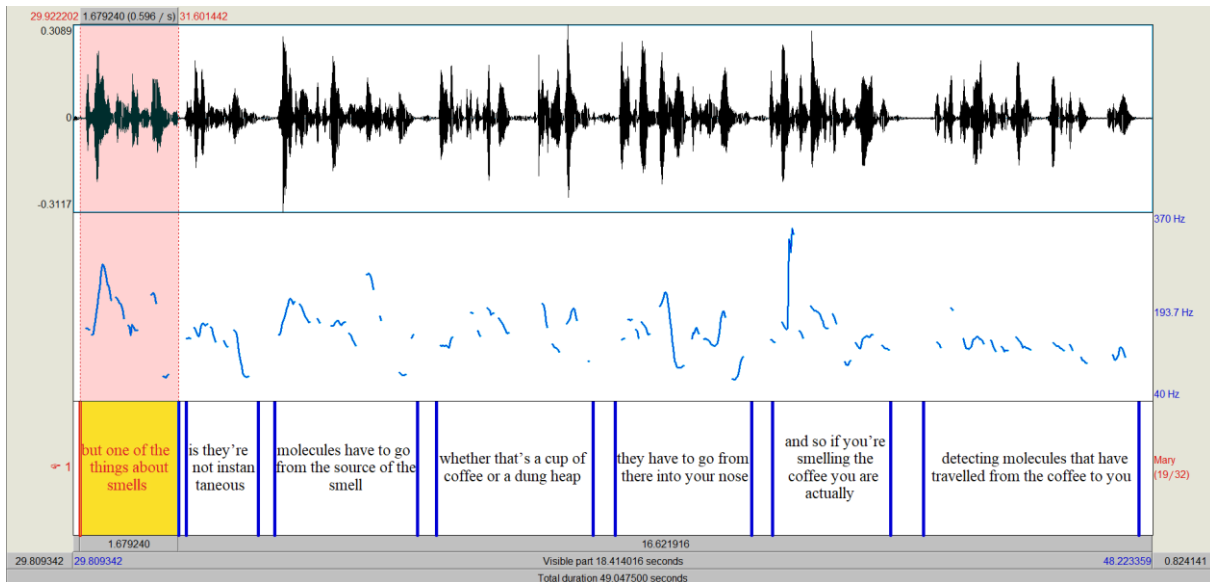 29.922202 1.679240 (0.596 / s) 31.601442
0.3089
0
-0.3117
370 Hz
193.7 Hz
40 Hz
1
but one of the
things about
smells
is they're
not instan
taneous
molecules have to go
from the source of the
smell
whether that's a cup of
coffee or a dung heap
they have to go from
there into your nose
and so if you're
smelling the
coffee you are
actually
detecting molecules that have
travelled from the coffee to you
Mary
(19/32)
1.679240 16.621916
29.809342 29.809342 Visible part 18.414016 seconds 48.223359 0.824141
Total duration 49.047500 seconds